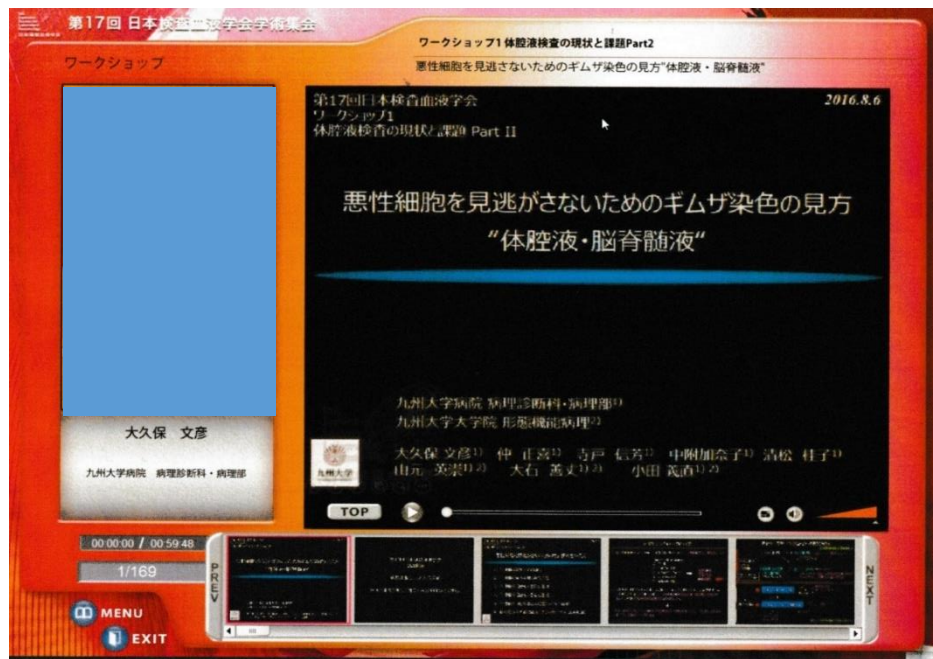 第17回 日本検査血液学会学術集会
ワークショップ1 体腔液検査の現状と課題Part2
ワークショップ
悪性細胞を見逃さないためのギムザ染色の見方"体腔液・脳脊髄液"
第17回日本検査血液学会
2016.8.6
ワークショップ1
体腔液検査の現状と課題 Part II
悪性細胞を見逃がさないためのギムザ染色の見方
"体腔液・脳脊髄液"
九州大学病院 病理診断科・病理部1)
九州大学大学院 形態機能病理2)
大久保 文彦1) 仲 正喜1) 寺戸 信芳1) 中附加奈子1) 清松 桂子1)
山元 英崇1) 2) 大石 善丈1) 2) 小田 義直1) 2)
九州大学
大久保 文彦
九州大学病院 病理診断科・病理部
TOP
00:00:00 / 00:59:48
1/169
PREV
NEXT
MENU
EXIT